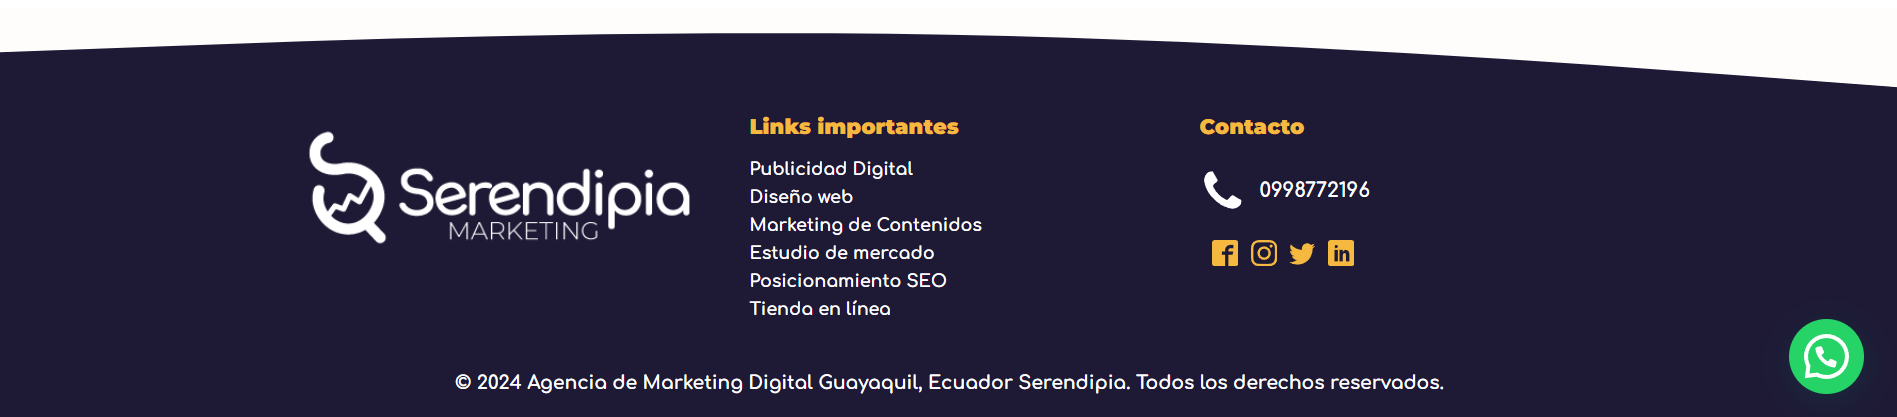 Serendipia
MARKETING
Links importantes
Publicidad Digital
Diseño web
Marketing de Contenidos
Estudio de mercado
Posicionamiento SEO
Tienda en línea
Contacto
0998772196
© 2024 Agencia de Marketing Digital Guayaquil, Ecuador Serendipia. Todos los derechos reservados.